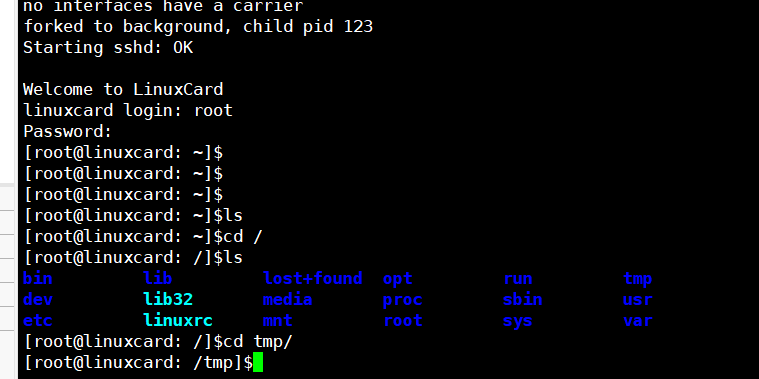 no interfaces have a carrier
forked to background, child pid 123
Starting sshd: OK
Welcome to LinuxCard
linuxcard login: root
Password:
[root@linuxcard: ~]$
[root@linuxcard: ~]$
[root@linuxcard: ~]$
[root@linuxcard: ~]$ls
[root@linuxcard: ~]$cd /
[root@linuxcard: /]$ls
bin lib lost+found opt run tmp
dev lib32 media proc sbin usr
etc linuxrc mnt root sys var
[root@linuxcard: /]$cd tmp/
[root@linuxcard: /tmp]$